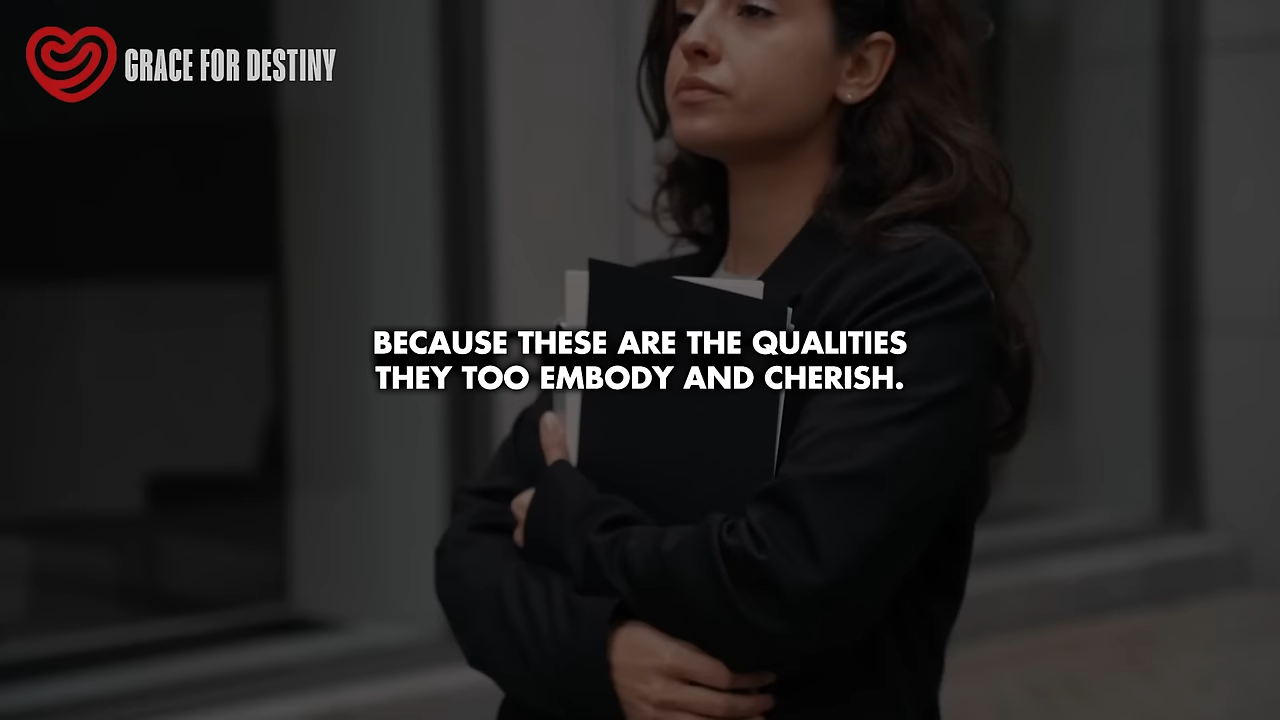 GRACE FOR DESTINY
BECAUSE THESE ARE THE QUALITIES
THEY TOO EMBODY AND CHERISH.